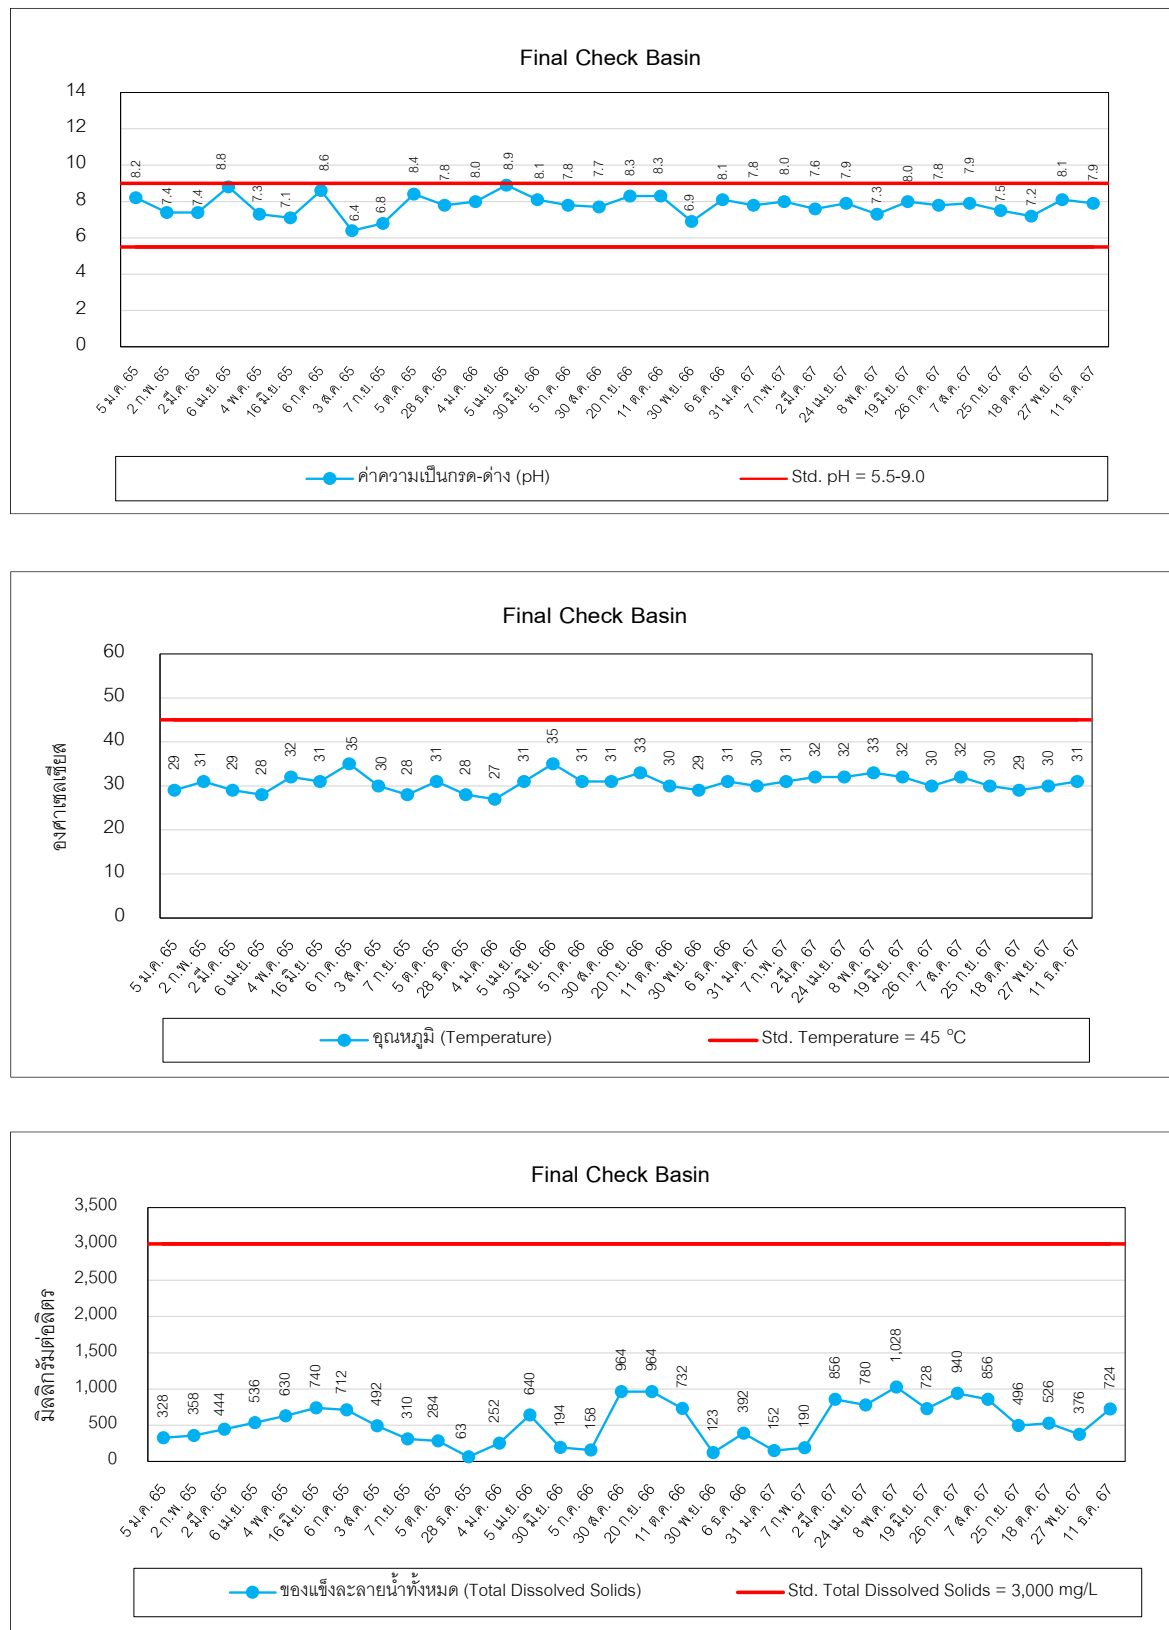 Final Check Basin
14
12
10
8
6
4
2
0
8.2 7.4 7.4 8.8 7.3 7.1 8.6 6.4 6.8 8.4 7.8 8.0 8.9 8.1 7.8 7.7 8.3 8.3 6.9 8.1 7.8 8.0 7.6 7.9 7.3 8.0 7.8 7.9 7.5 7.2 8.1 7.9
5 ม.ค. 65 2 ก.พ. 65 2 มี.ค. 65 6 เม.ย. 65 4 พ.ค. 65 16 มิ.ย. 65 6 ก.ค. 65 3 ส.ค. 65 7 ก.ย. 65 5 ต.ค. 65 28 ธ.ค. 65 4 ม.ค. 66 5 เม.ย. 66 30 มิ.ย. 66 5 ก.ค. 66 30 ส.ค. 66 20 ก.ย. 66 11 ต.ค. 66 30 พ.ย. 66 6 ธ.ค. 66 31 ม.ค. 67 7 ก.พ. 67 2 มี.ค. 67 24 เม.ย. 67 8 พ.ค. 67 19 มิ.ย. 67 26 ก.ค. 67 7 ส.ค. 67 25 ก.ย. 67 18 ต.ค. 67 27 พ.ย. 67 11 ธ.ค. 67
ค่าความเป็นกรด-ด่าง (pH) Std. pH = 5.5-9.0
Final Check Basin
องศาเซลเซียส
60
50
40
30
20
10
0
29 31 29 28 32 31 35 30 28 31 28 27 31 35 31 31 33 30 29 31 30 31 32 32 33 32 30 32 30 29 30 31
5 ม.ค. 65 2 ก.พ. 65 2 มี.ค. 65 6 เม.ย. 65 4 พ.ค. 65 16 มิ.ย. 65 6 ก.ค. 65 3 ส.ค. 65 7 ก.ย. 65 5 ต.ค. 65 28 ธ.ค. 65 4 ม.ค. 66 5 เม.ย. 66 30 มิ.ย. 66 5 ก.ค. 66 30 ส.ค. 66 20 ก.ย. 66 11 ต.ค. 66 30 พ.ย. 66 6 ธ.ค. 66 31 ม.ค. 67 7 ก.พ. 67 2 มี.ค. 67 24 เม.ย. 67 8 พ.ค. 67 19 มิ.ย. 67 26 ก.ค. 67 7 ส.ค. 67 25 ก.ย. 67 18 ต.ค. 67 27 พ.ย. 67 11 ธ.ค. 67
อุณหภูมิ (Temperature) Std. Temperature = 45 °C
Final Check Basin
มิลลิกรัมต่อลิตร
3,500
3,000
2,500
2,000
1,500
1,000
500
0
328 358 444 536 630 740 712 492 310 284 63 252 640 194 158 964 964 732 123 392 152 190 856 780 1,028 728 940 856 496 526 376 724
5 ม.ค. 65 2 ก.พ. 65 2 มี.ค. 65 6 เม.ย. 65 4 พ.ค. 65 16 มิ.ย. 65 6 ก.ค. 65 3 ส.ค. 65 7 ก.ย. 65 5 ต.ค. 65 28 ธ.ค. 65 4 ม.ค. 66 5 เม.ย. 66 30 มิ.ย. 66 5 ก.ค. 66 30 ส.ค. 66 20 ก.ย. 66 11 ต.ค. 66 30 พ.ย. 66 6 ธ.ค. 66 31 ม.ค. 67 7 ก.พ. 67 2 มี.ค. 67 24 เม.ย. 67 8 พ.ค. 67 19 มิ.ย. 67 26 ก.ค. 67 7 ส.ค. 67 25 ก.ย. 67 18 ต.ค. 67 27 พ.ย. 67 11 ธ.ค. 67
ของแข็งละลายน้ำทั้งหมด (Total Dissolved Solids) Std. Total Dissolved Solids = 3,000 mg/L